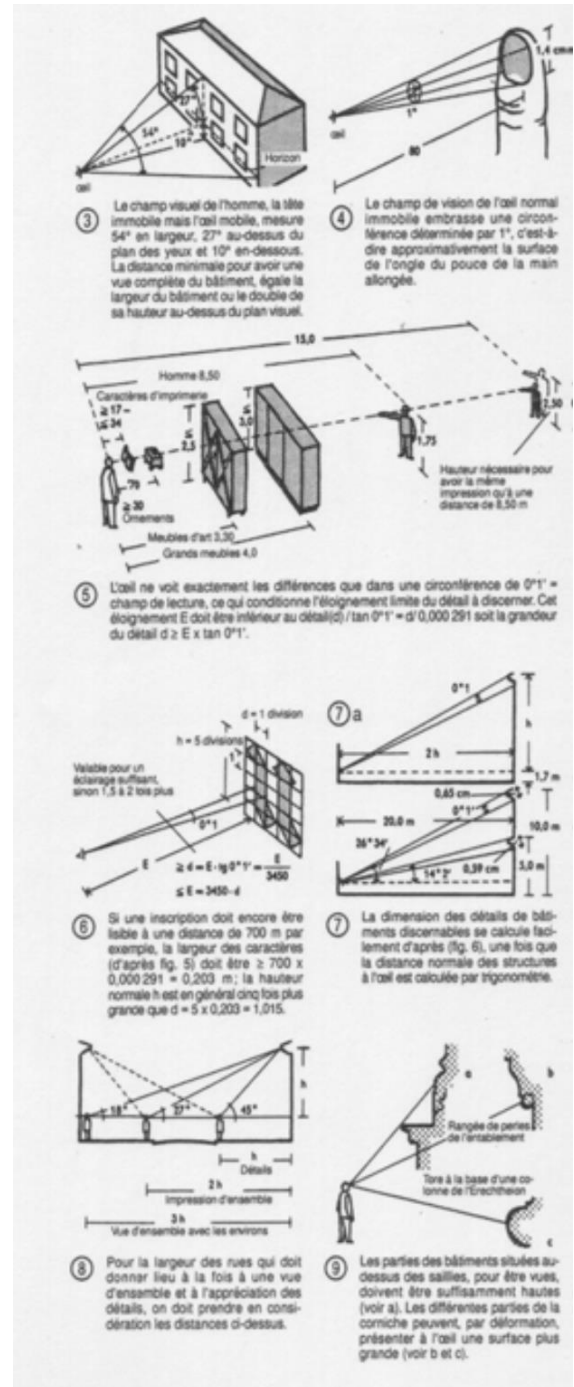 1,4 cmm
27°
54°
10°
1°
œil
80
Horizon
œil
③
Le champ visuel de l'homme, la tête
immobile mais l'œil mobile, mesure
54° en largeur, 27° au-dessus du
plan des yeux et 10° en-dessous.
La distance minimale pour avoir une
vue complète du bâtiment, égale la
largeur du bâtiment ou le double de
sa hauteur au-dessus du plan visuel.
④
Le champ de vision de l'œil normal
immobile embrasse une circon-
férence déterminée par 1°, c'est-à-
dire approximativement la surface
de l'ongle du pouce de la main
allongée.
15,0
Homme 8,50
Caractères d'imprimerie
≥ 17 –
≤ 34
≤ 2,5
≤ 3,0
1,75
2,50
70
≥ 30
Ornements
Meubles d'art 3,30
Grands meubles 4,0
Hauteur nécessaire pour
avoir la même
impression qu'à une
distance de 8,50 m
⑤
L'œil ne voit exactement les différences que dans une circonférence de 0°1' =
champ de lecture, ce qui conditionne l'éloignement limite du détail à discerner. Cet
éloignement E doit être inférieur au détail(d) / tan 0°1' = d/ 0,000 291 soit la grandeur
du détail d ≥ E x tan 0°1'.
d = 1 division
h = 5 divisions
1
Valable pour un
éclairage suffisant,
sinon 1,5 à 2 fois plus
0°1
E
≥ d = E · tg 0°1' = E
3450
≤ E = 3450 · d
⑥
Si une inscription doit encore être
lisible à une distance de 700 m par
exemple, la largeur des caractères
(d'après fig. 5) doit être ≥ 700 x
0,000291 = 0,203 m; la hauteur
normale h est en général cinq fois plus
grande que d = 5 x 0,203 = 1,015.
⑦a
0°1
h
2 h
1,7 m
0,65 cm
0°1'
20,0 m
10,0 m
26° 34'
14° 2'
0,59 cm
5,0 m
⑦
La dimension des détails de bâti-
ments discernables se calcule faci-
lement d'après (fig. 6), une fois que
la distance normale des structures
à l'œil est calculée par trigonométrie.
h
18°
27°
45°
h
Détails
2 h
Impression d'ensemble
3 h
Vue d'ensemble avec les environs
⑧
Pour la largeur des rues qui doit
donner lieu à la fois à une vue
d'ensemble et à l'appréciation des
détails, on doit prendre en consi-
dération les distances ci-dessus.
a
b
Rangée de perles
de l'entablement
Tore à la base d'une co-
lonne de l'Erechtheion
c
⑨
Les parties des bâtiments situées au-
dessus des saillies, pour être vues,
doivent être suffisamment hautes
(voir a). Les différentes parties de la
corniche peuvent, par déformation,
présenter à l'œil une surface plus
grande (voir b et c).